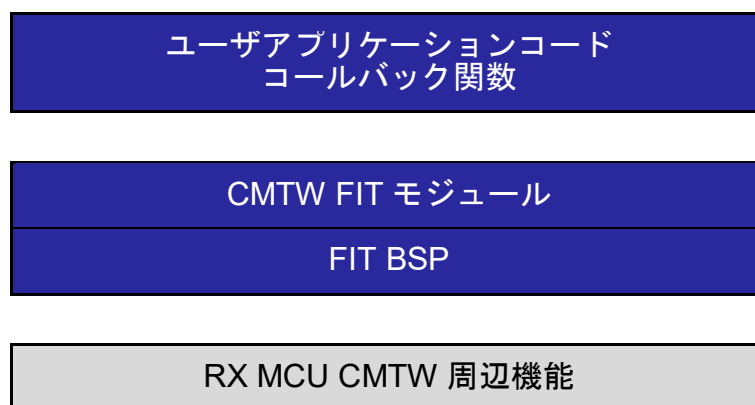 ユーザアプリケーションコード
コールバック関数
CMTW FIT モジュール
FIT BSP
RX MCU CMTW 周辺機能